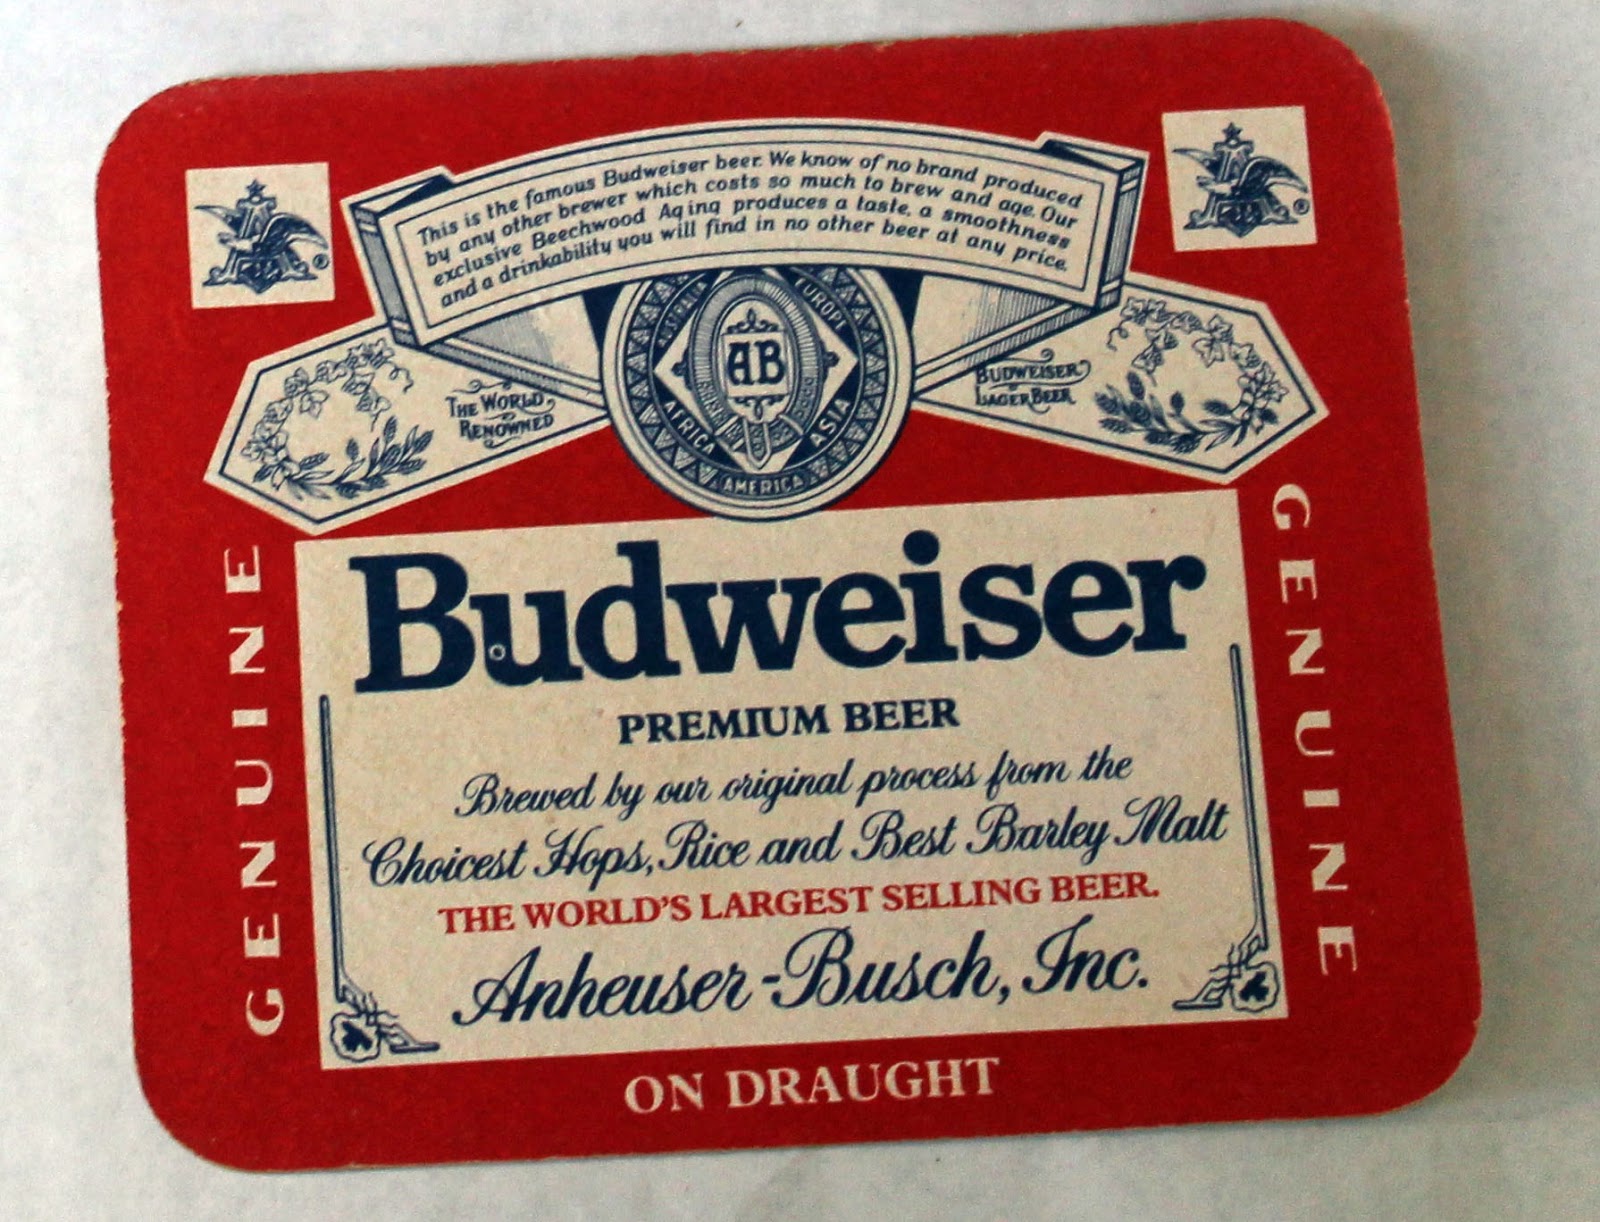 This is the famous Budweiser beer. We know of no brand produced
by any other brewer which costs so much to brew and age. Our
exclusive Beechwood Aging produces a taste, a smoothness
and a drinkability you will find in no other beer at any price.
AUSTRALIA
EUROPE
AB
AFRICA
ASIA
AMERICA
THE WORLD
RENOWNED
BUDWEISER
LAGER BEER
GENUINE
GENUINE
Budweiser
PREMIUM BEER
Brewed by our original process from the
Choicest Hops, Rice and Best Barley Malt
THE WORLD'S LARGEST SELLING BEER.
Anheuser-Busch, Inc.
ON DRAUGHT